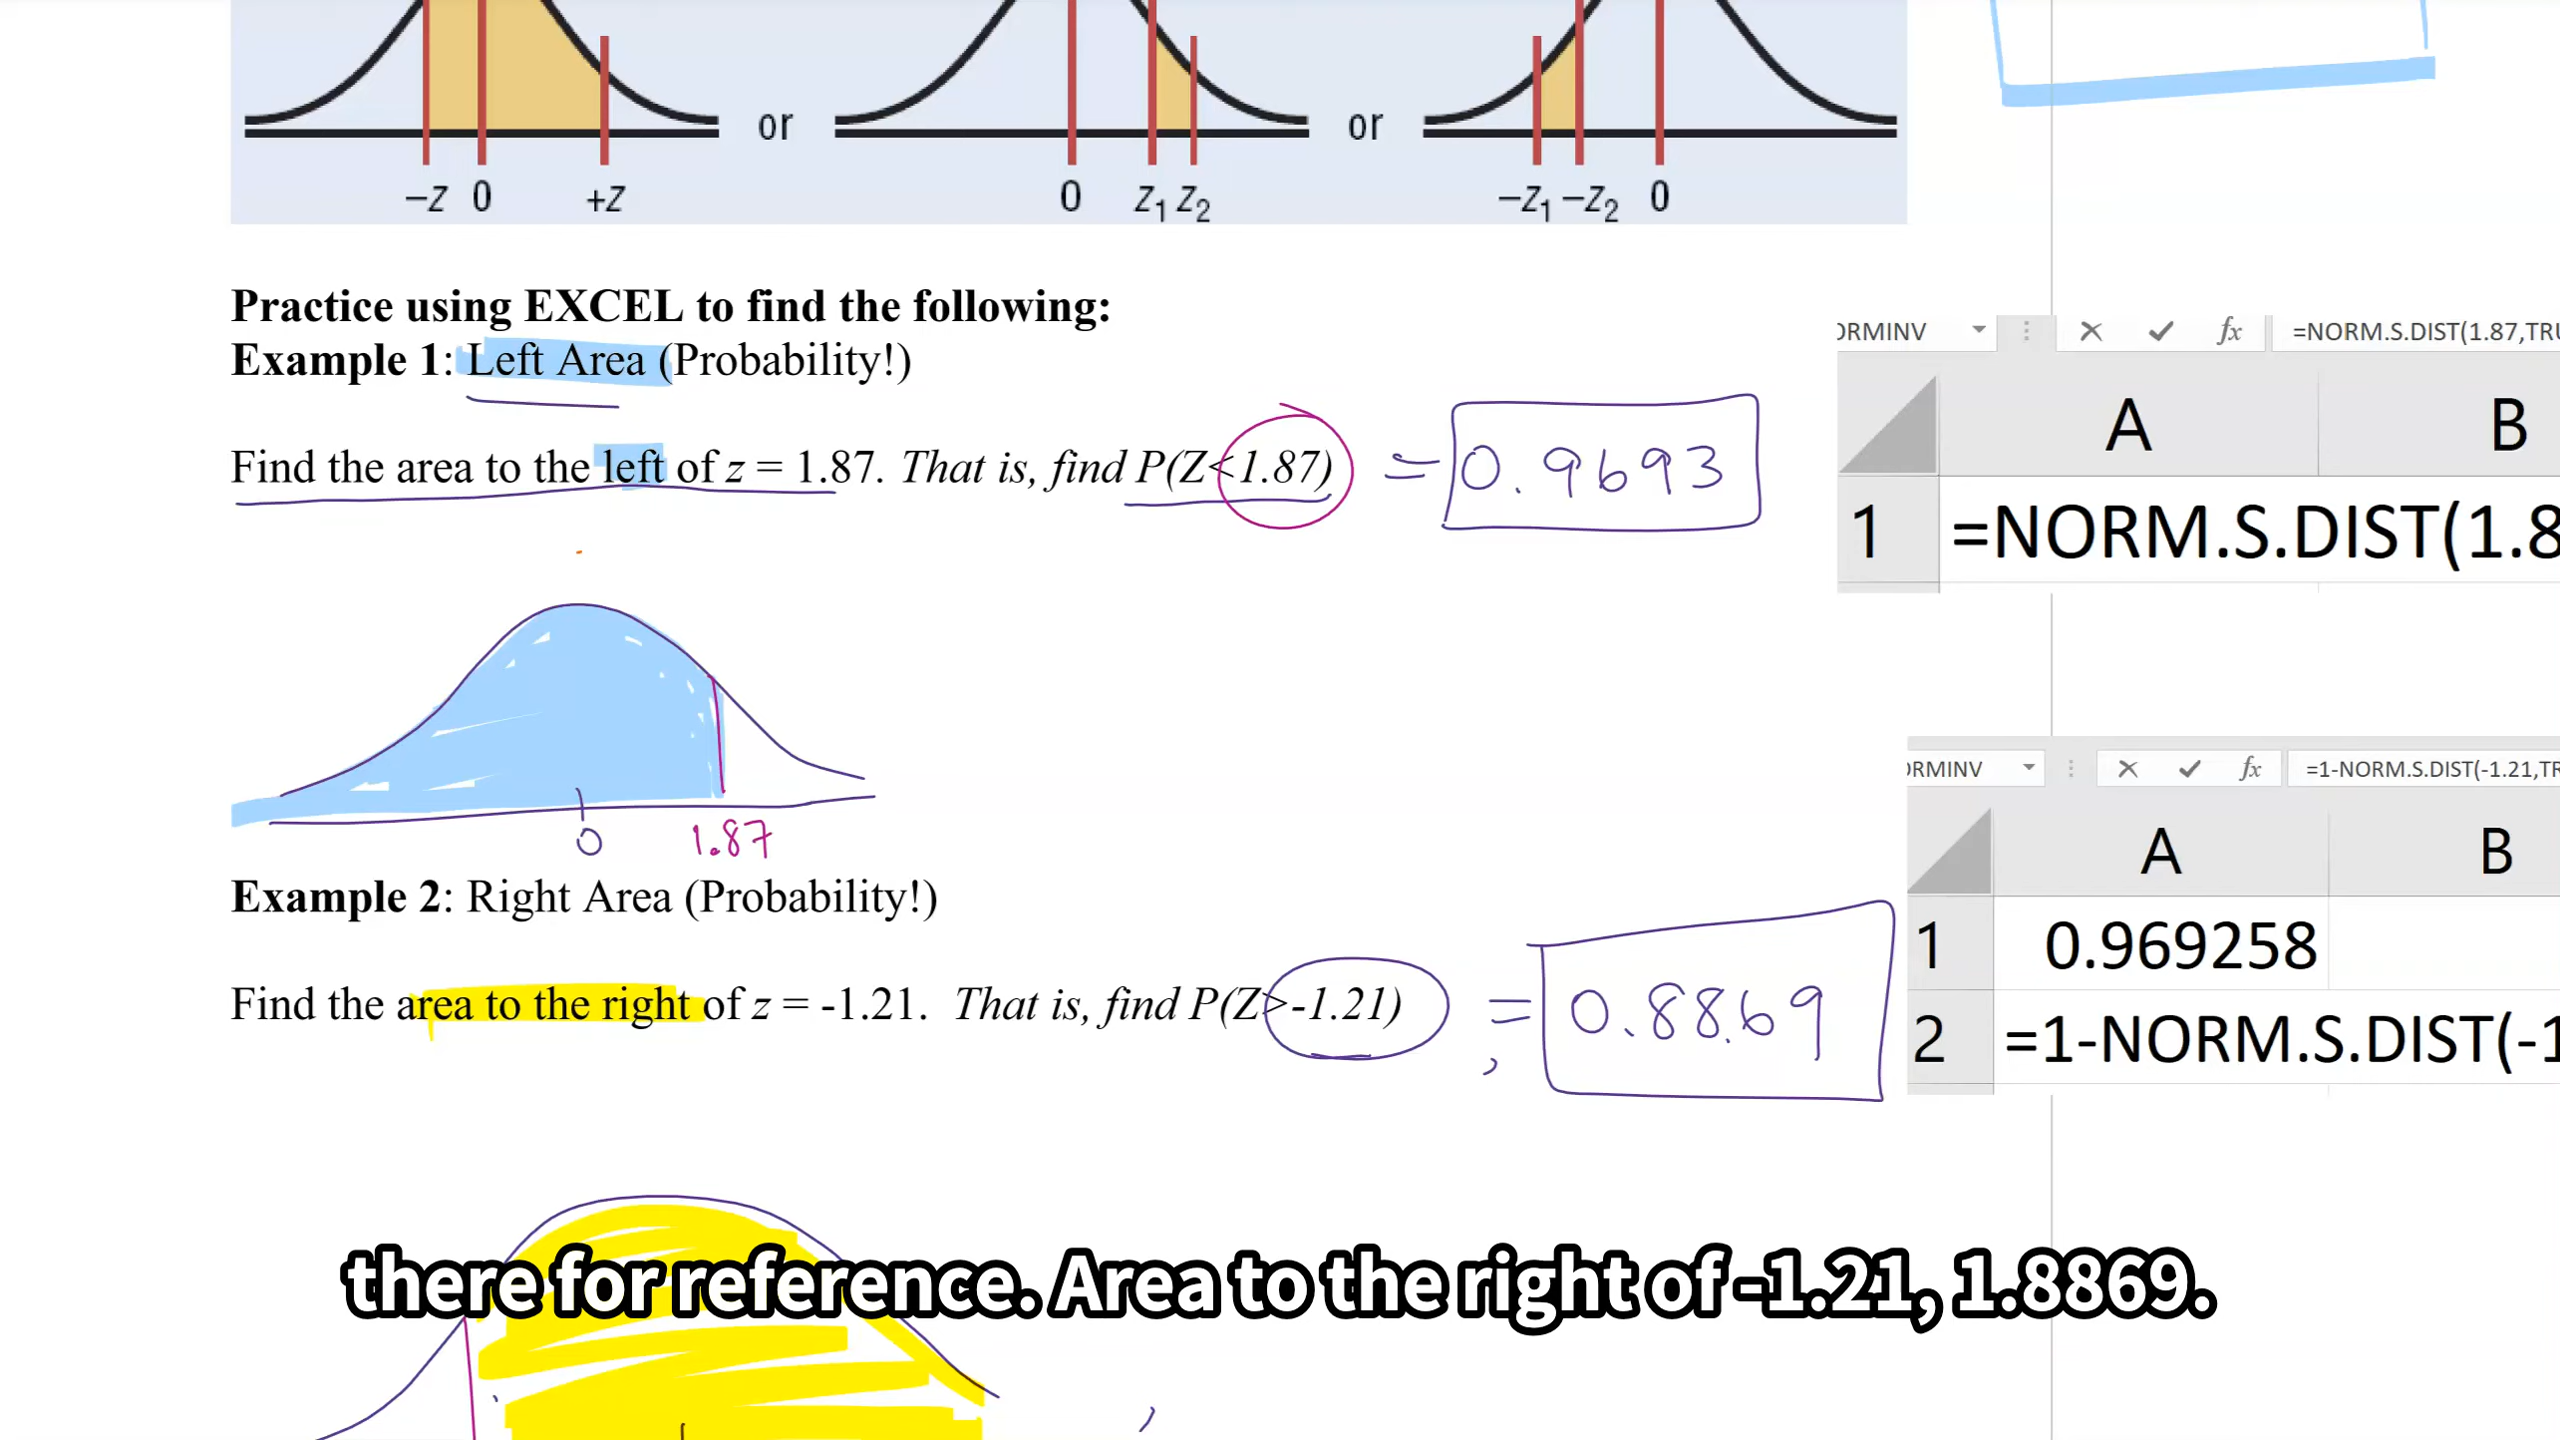 −z 0 +z or 0 z1 z2 or −z1 −z2 0
Practice using EXCEL to find the following:
Example 1: Left Area (Probability!)
Find the area to the left of z = 1.87. That is, find P(Z<1.87) = 0.9693
0 1.87
ORMINV fx =NORM.S.DIST(1.87,TRU
A B
1 =NORM.S.DIST(1.8
Example 2: Right Area (Probability!)
Find the area to the right of z = -1.21. That is, find P(Z>-1.21) = 0.8869
ORMINV fx =1-NORM.S.DIST(-1.21,TR
A B
1 0.969258
2 =1-NORM.S.DIST(-1
there for reference. Area to the right of -1.21, 1.8869.